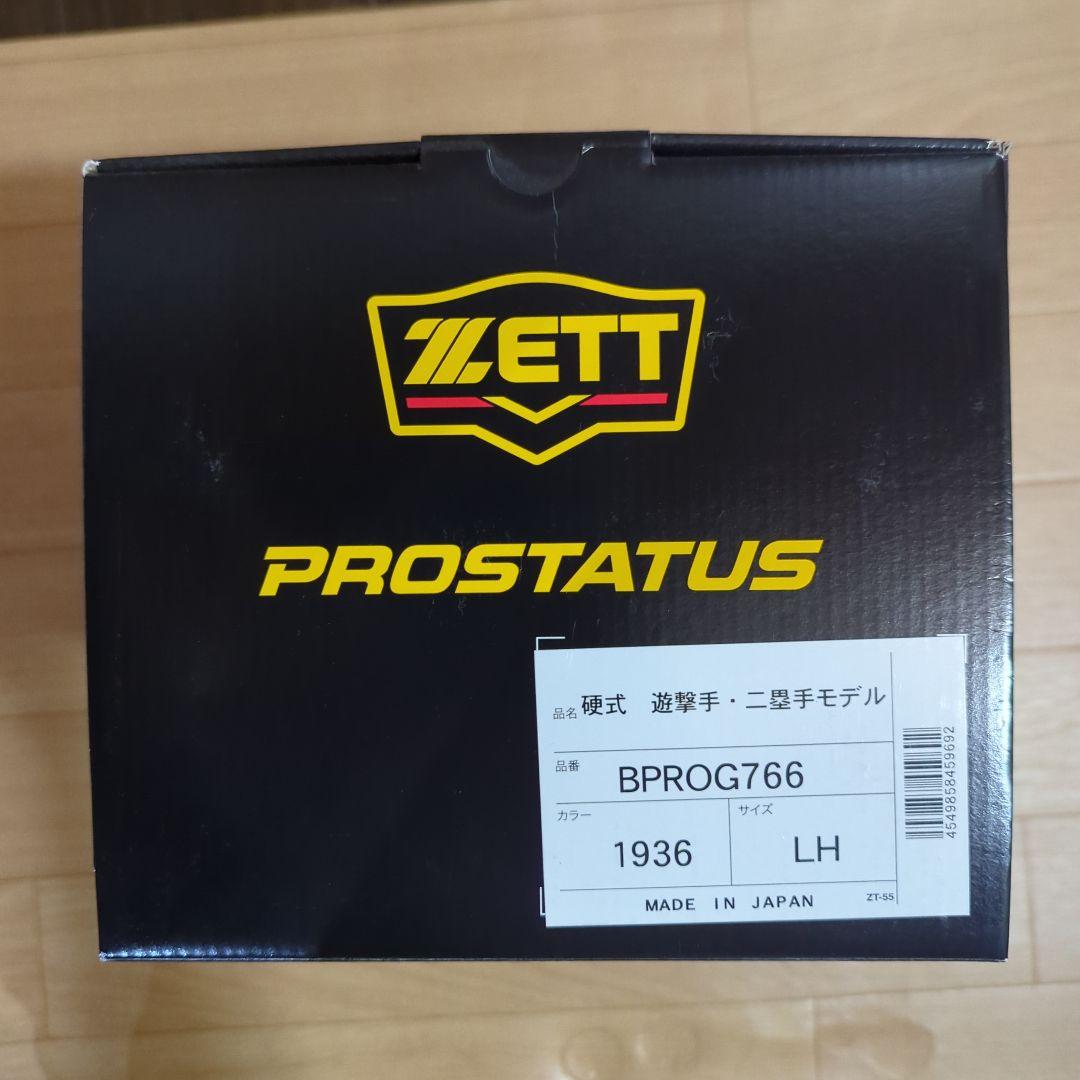 ZETT
PROSTATUS
品名 硬式　遊撃手・二塁手モデル
品番 BPROG766
カラー 1936
サイズ LH
MADE IN JAPAN
ZT-55
4549858459692